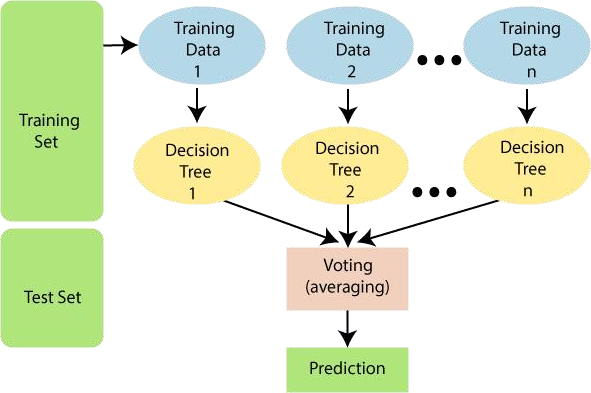 Training
Set
Training
Data
1
Training
Data
2
Training
Data
n
Decision
Tree
1
Decision
Tree
2
Decision
Tree
n
Test Set
Voting
(averaging)
Prediction